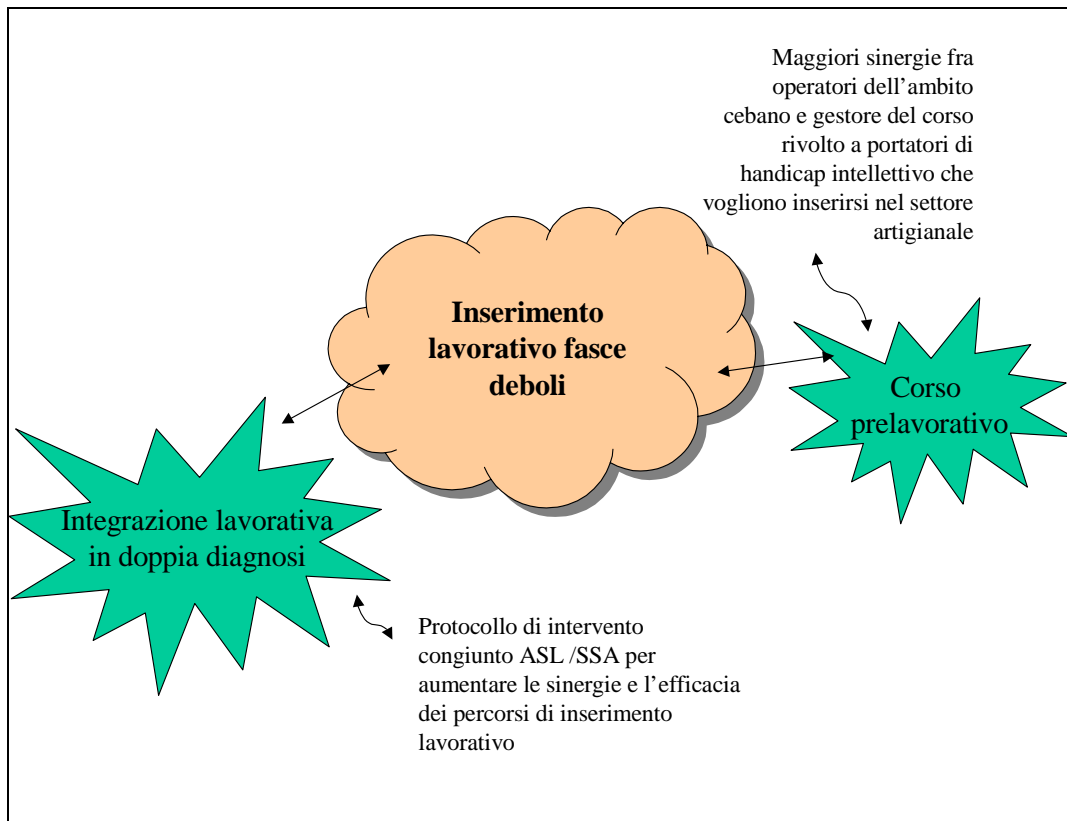 Maggiori sinergie fra
operatori dell'ambito
cebano e gestore del corso
rivolto a portatori di
handicap intellettivo che
vogliono inserirsi nel settore
artigianale
Inserimento
lavorativo fasce
deboli
Corso
prelavorativo
Integrazione lavorativa
in doppia diagnosi
Protocollo di intervento
congiunto ASL /SSA per
aumentare le sinergie e l'efficacia
dei percorsi di inserimento
lavorativo